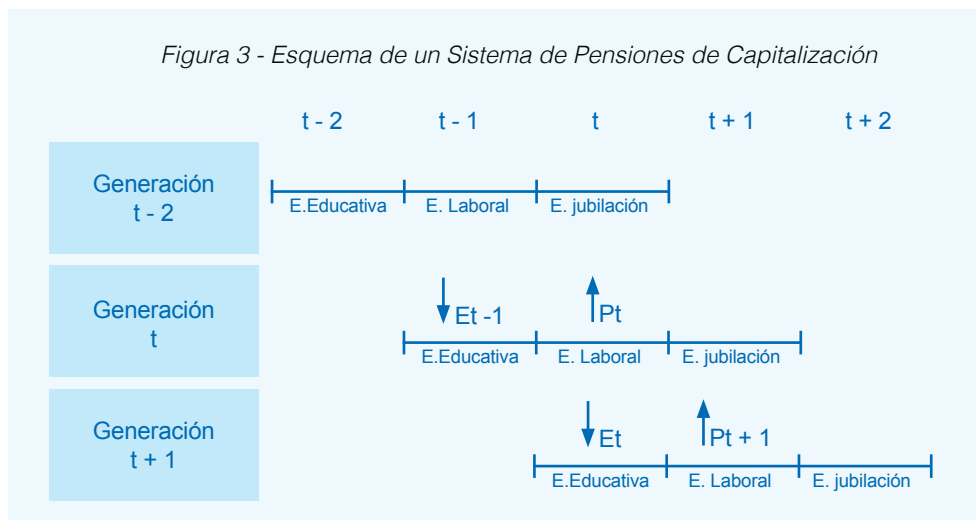 Figura 3 - Esquema de un Sistema de Pensiones de Capitalización
t - 2 t - 1 t t + 1 t + 2
Generación
t - 2
E.Educativa E. Laboral E. jubilación
Generación
t
Et -1 Pt
E.Educativa E. Laboral E. jubilación
Generación
t + 1
Et Pt + 1
E.Educativa E. Laboral E. jubilación